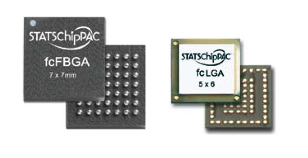 STATSchipPAC
fcFBGA
7 x 7mm
STATSchipPAC
fcLGA
5 x 6